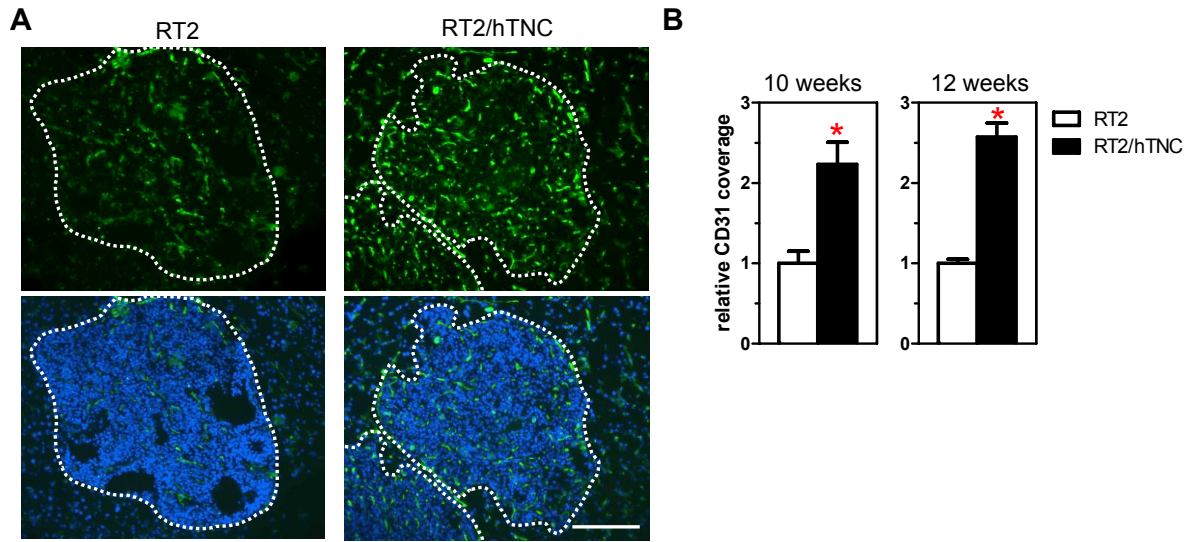 A
RT2
RT2/hTNC
B
10 weeks
12 weeks
relative CD31 coverage
3
2
1
0
*
3
2
1
0
*
RT2
RT2/hTNC